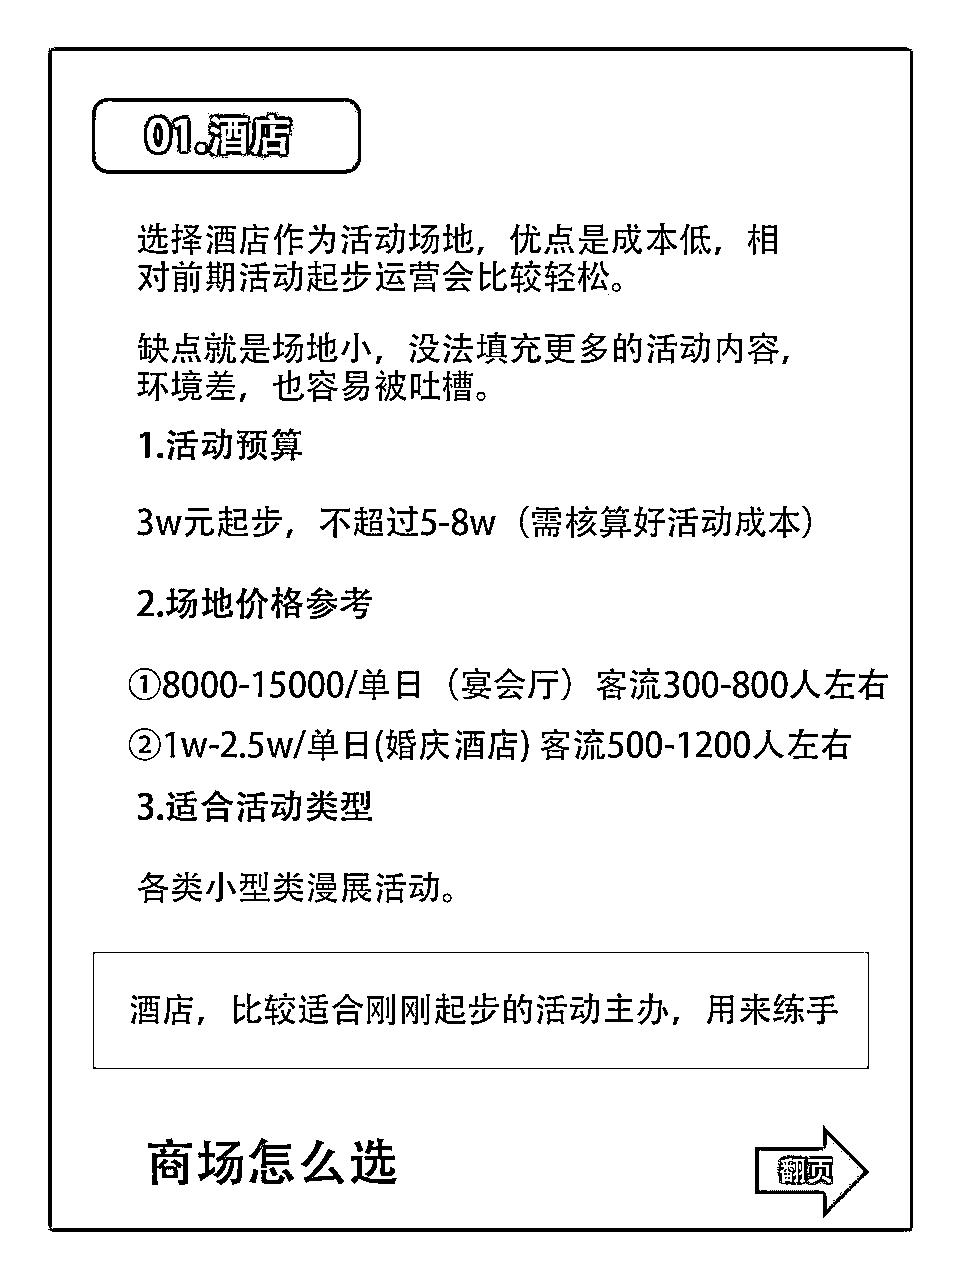 01.酒店
选择酒店作为活动场地，优点是成本低，相
对前期活动起步运营会比较轻松。
缺点就是场地小，没法填充更多的活动内容，
环境差，也容易被吐槽。
1.活动预算
3w元起步，不超过5-8w（需核算好活动成本）
2.场地价格参考
①8000-15000/单日（宴会厅）客流300-800人左右
②1w-2.5w/单日(婚庆酒店) 客流500-1200人左右
3.适合活动类型
各类小型类漫展活动。
酒店，比较适合刚刚起步的活动主办，用来练手
商场怎么选
翻页